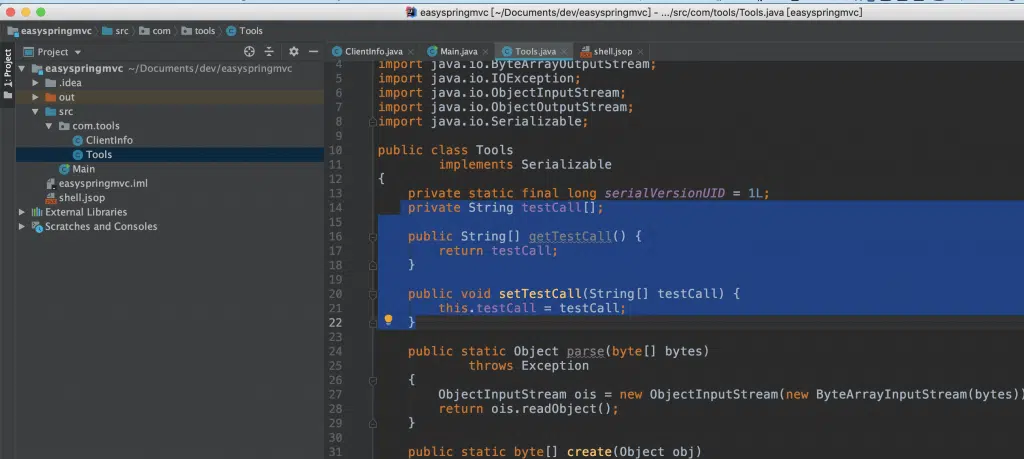 easyspringmvc [~/Documents/dev/easyspringmvc] - .../src/com/tools/Tools.java [easyspringmvc]
easyspringmvc src com tools Tools
1: Project
Project
ClientInfo.java Main.java Tools.java shell.jsop
easyspringmvc ~/Documents/dev/easyspringmvc
.idea
out
src
com.tools
ClientInfo
Tools
Main
easyspringmvc.iml
shell.jsop
External Libraries
Scratches and Consoles
4 import java.io.ByteArrayOutputStream;
5 import java.io.IOException;
6 import java.io.ObjectInputStream;
7 import java.io.ObjectOutputStream;
8 import java.io.Serializable;
9
10 public class Tools
11 implements Serializable
12 {
13 private static final long serialVersionUID = 1L;
14 private String testCall[];
15
16 public String[] getTestCall() {
17 return testCall;
18 }
19
20 public void setTestCall(String[] testCall) {
21 this.testCall = testCall;
22 }
23
24 public static Object parse(byte[] bytes)
25 throws Exception
26 {
27 ObjectInputStream ois = new ObjectInputStream(new ByteArrayInputStream(bytes))
28 return ois.readObject();
29 }
30
31 public static byte[] create(Object obj)